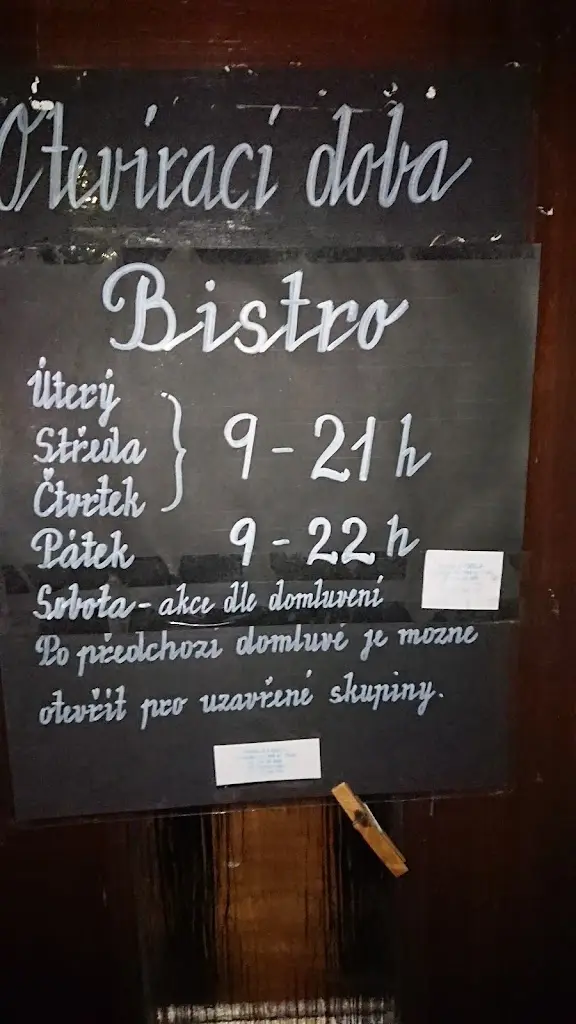 Otevírací doba
Bistro
Úterý
Středa
Čtvrtek
9 - 21 h
Pátek 9 - 22 h
Sobota - akce dle domluvení
Po předchozí domluvě je možné
otevřít pro uzavřené skupiny.